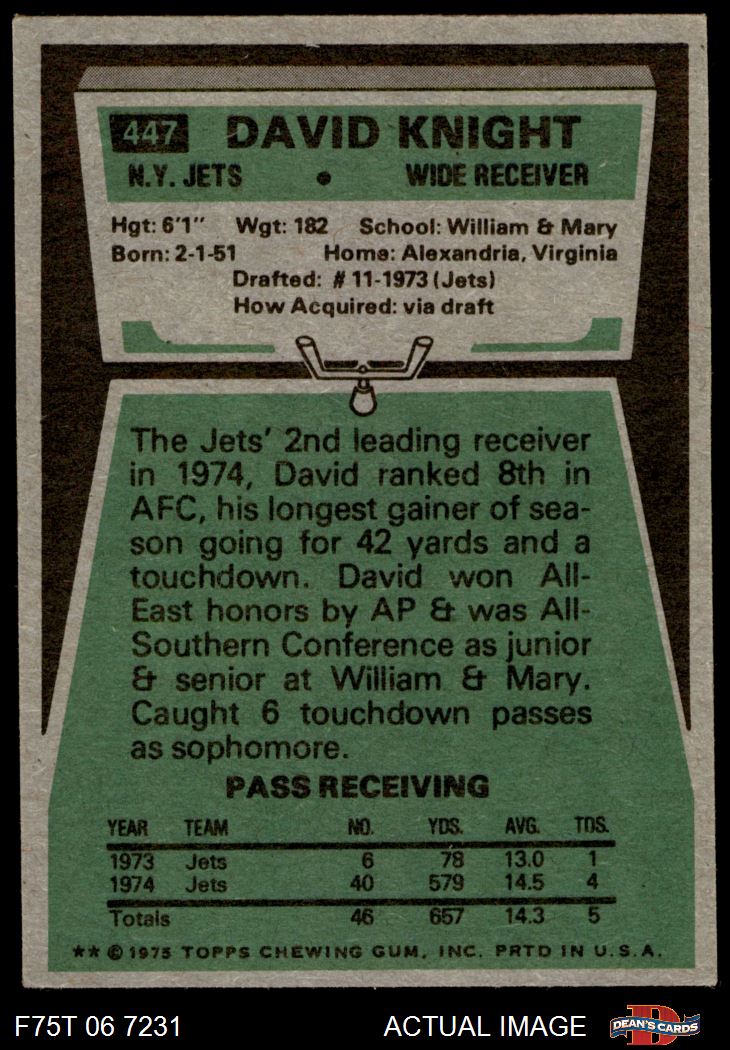 447 DAVID KNIGHT
N.Y. JETS • WIDE RECEIVER
Hgt: 6'1" Wgt: 182 School: William & Mary
Born: 2-1-51 Home: Alexandria, Virginia
Drafted: # 11-1973 (Jets)
How Acquired: via draft
The Jets' 2nd leading receiver
in 1974, David ranked 8th in
AFC, his longest gainer of sea-
son going for 42 yards and a
touchdown. David won All-
East honors by AP & was All-
Southern Conference as junior
& senior at William & Mary.
Caught 6 touchdown passes
as sophomore.
PASS RECEIVING
YEAR TEAM NO. YDS. AVG. TDS.
1973 Jets 6 78 13.0 1
1974 Jets 40 579 14.5 4
Totals 46 657 14.3 5
** © 1975 TOPPS CHEWING GUM, INC. PRTD IN U.S.A.
F75T 06 7231 ACTUAL IMAGE DEAN'S CARDS